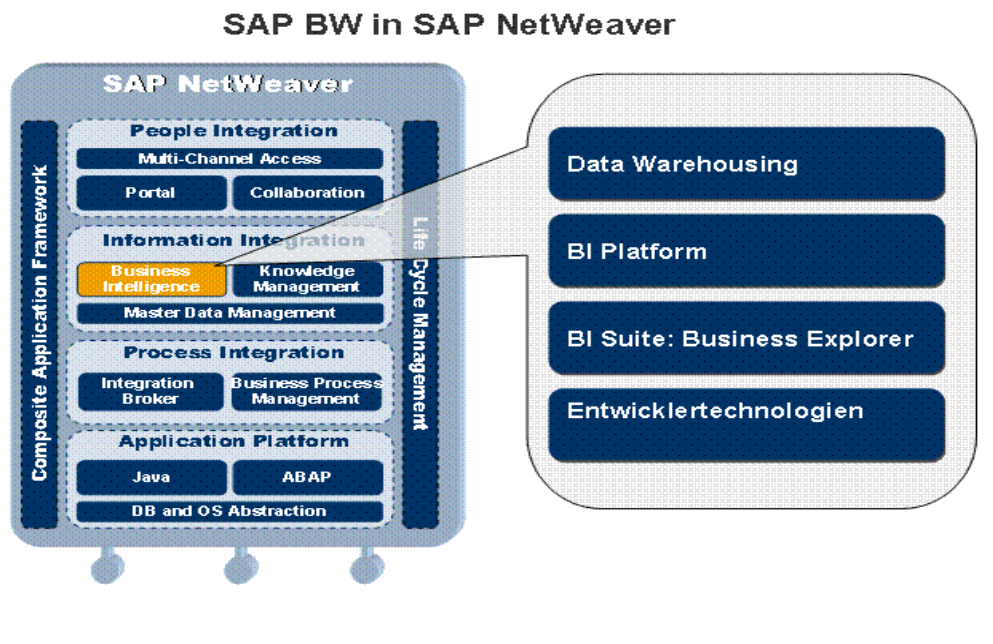 SAP BW in SAP NetWeaver
SAP NetWeaver
Composite Application Framework
People Integration
Multi-Channel Access
Portal
Collaboration
Information Integration
Business
Intelligence
Knowledge
Management
Master Data Management
Process Integration
Integration
Broker
Business Process
Management
Application Platform
Java
ABAP
DB and OS Abstraction
Life Cycle Management
Data Warehousing
BI Platform
BI Suite: Business Explorer
Entwicklertechnologien